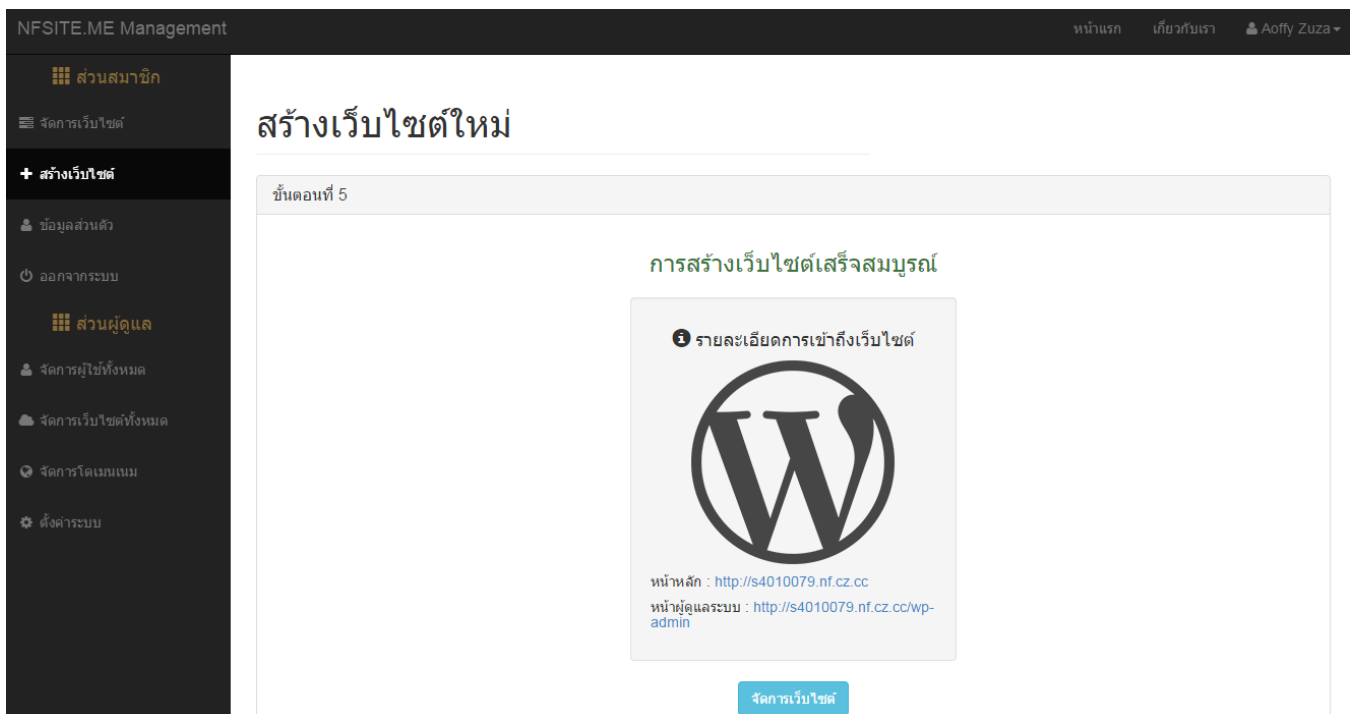 NFSITE.ME Management
หน้าแรก เกี่ยวกับเรา Aoffy Zuza
ส่วนสมาชิก
จัดการเว็บไซต์
สร้างเว็บไซต์
ข้อมูลส่วนตัว
ออกจากระบบ
ส่วนผู้ดูแล
จัดการผู้ใช้ทั้งหมด
จัดการเว็บไซต์ทั้งหมด
จัดการโดเมนเนม
ตั้งค่าระบบ
สร้างเว็บไซต์ใหม่
ขั้นตอนที่ 5
การสร้างเว็บไซต์เสร็จสมบูรณ์
รายละเอียดการเข้าถึงเว็บไซต์
หน้าหลัก : http://s4010079.nf.cz.cc
หน้าผู้ดูแลระบบ : http://s4010079.nf.cz.cc/wp-
admin
จัดการเว็บไซต์